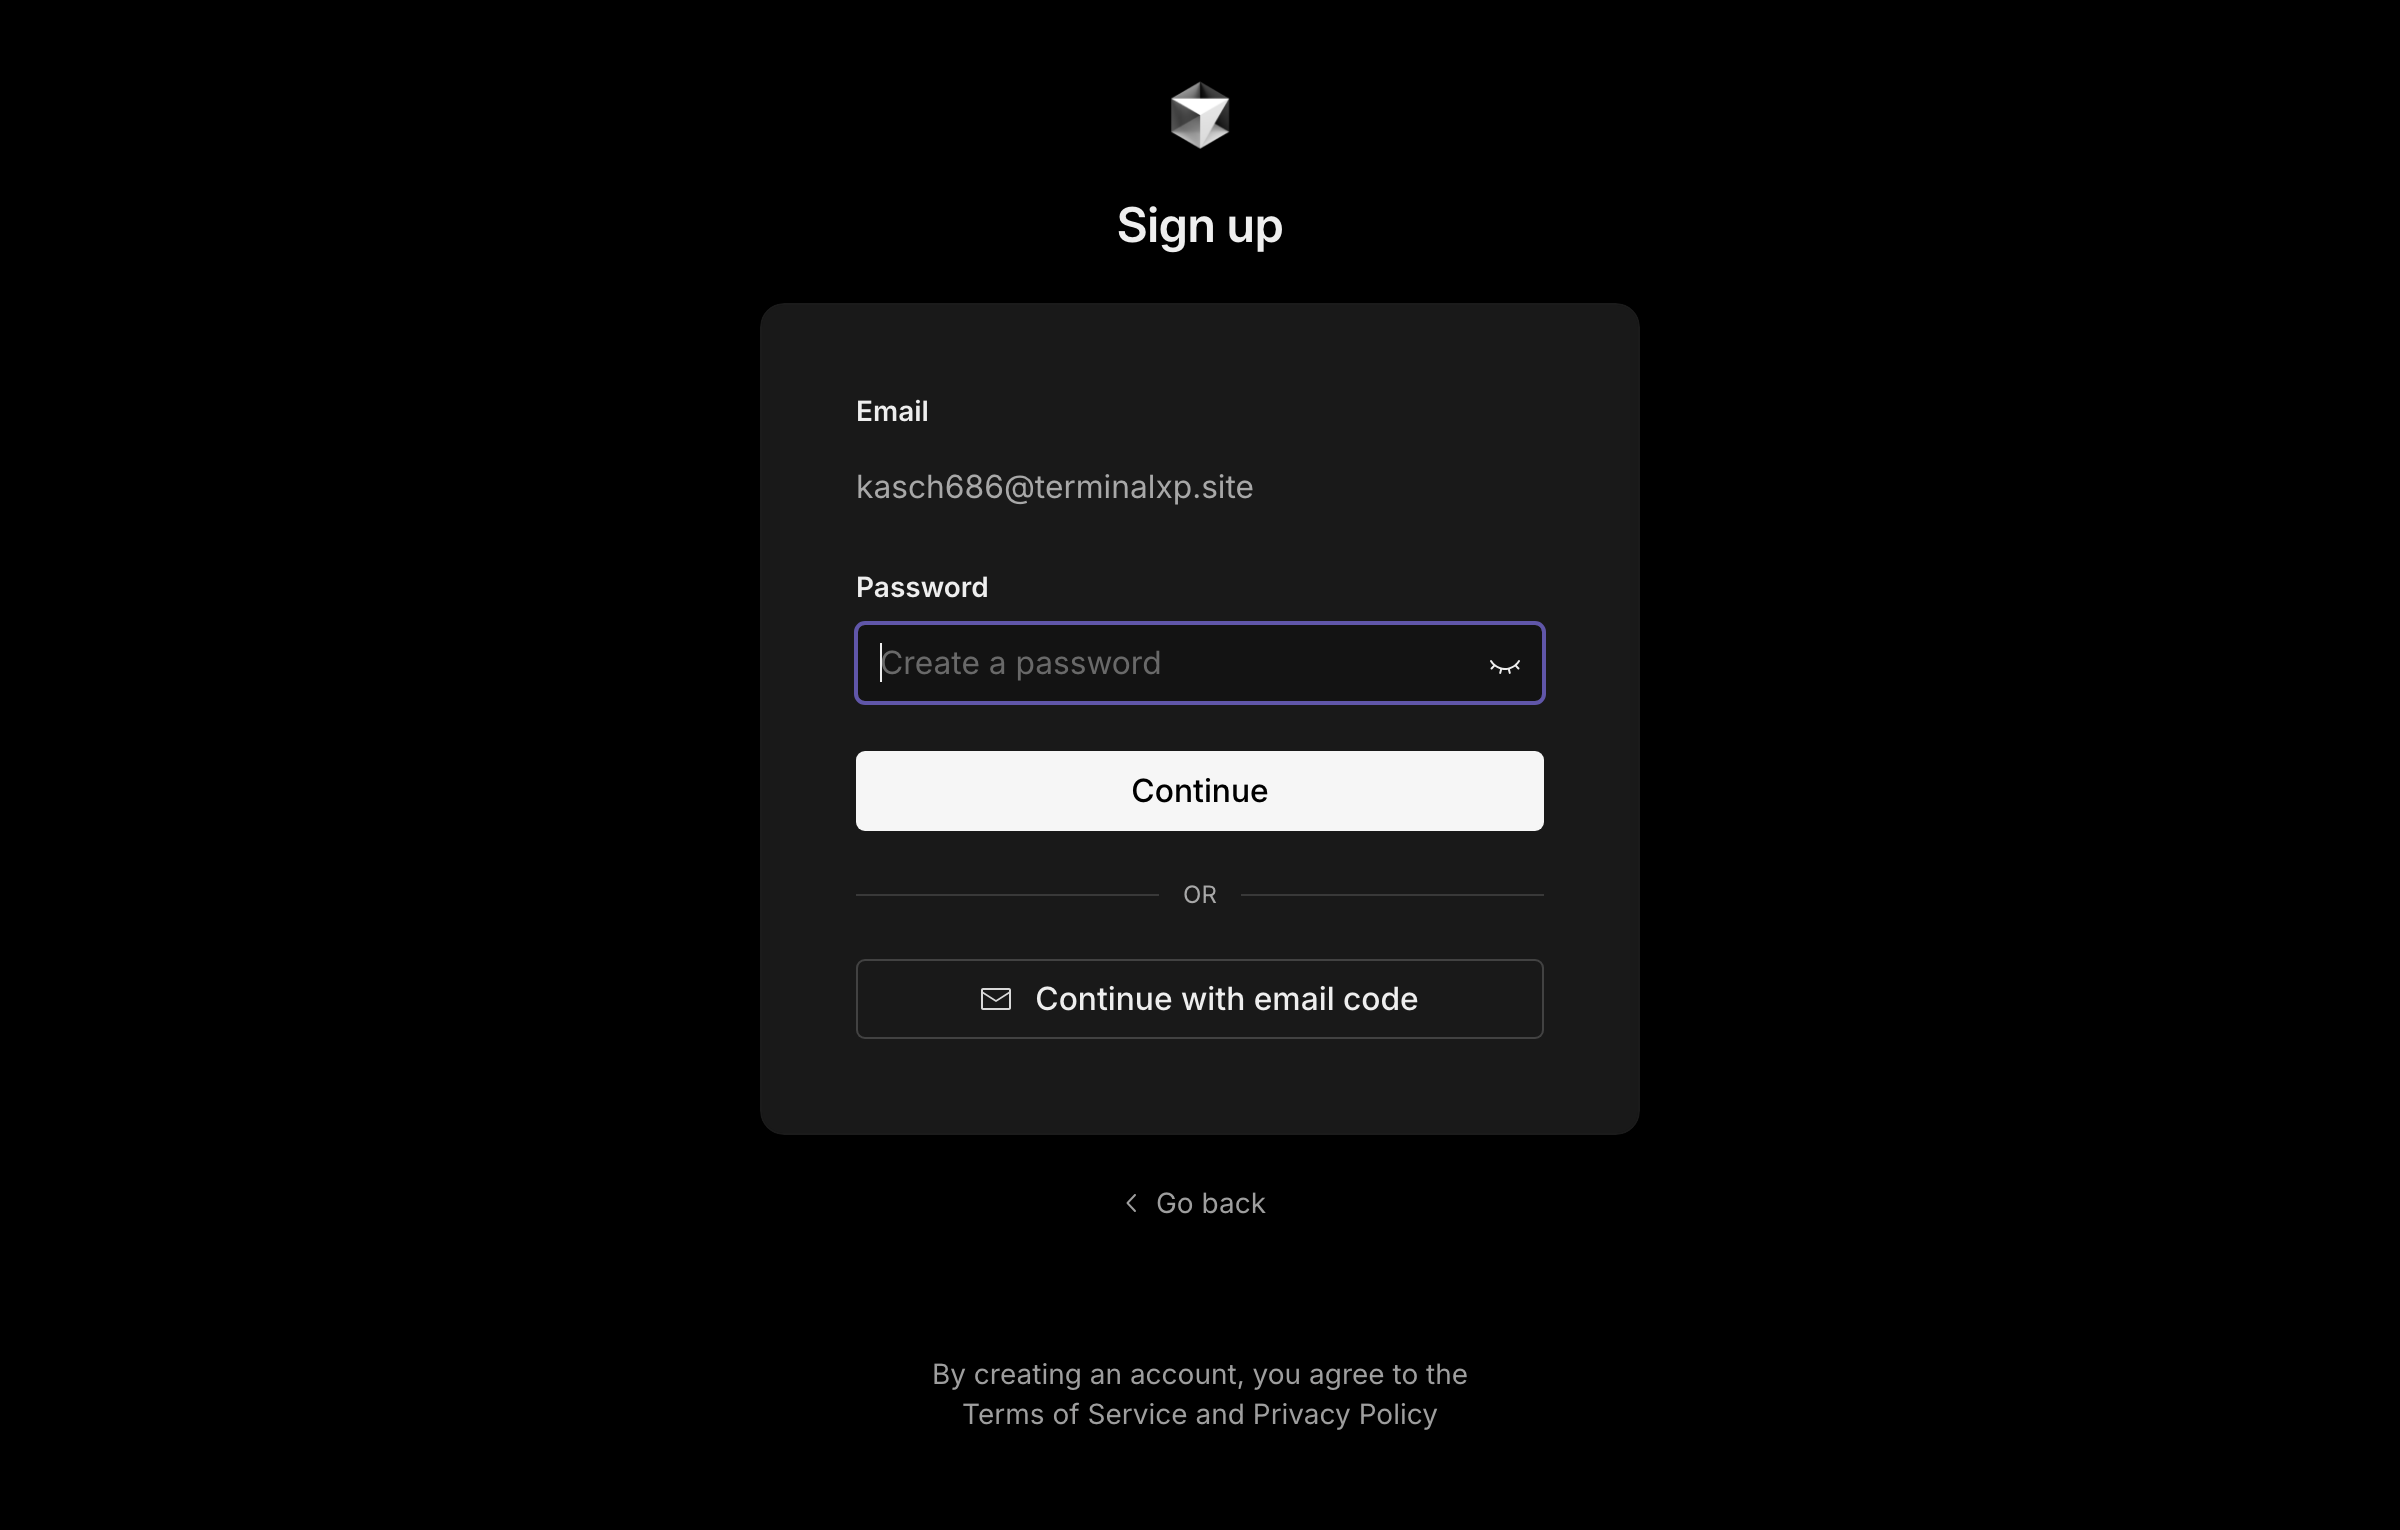 Sign up
Email
kasch686@terminalxp.site
Password
Create a password
Continue
OR
Continue with email code
Go back
By creating an account, you agree to the
Terms of Service and Privacy Policy